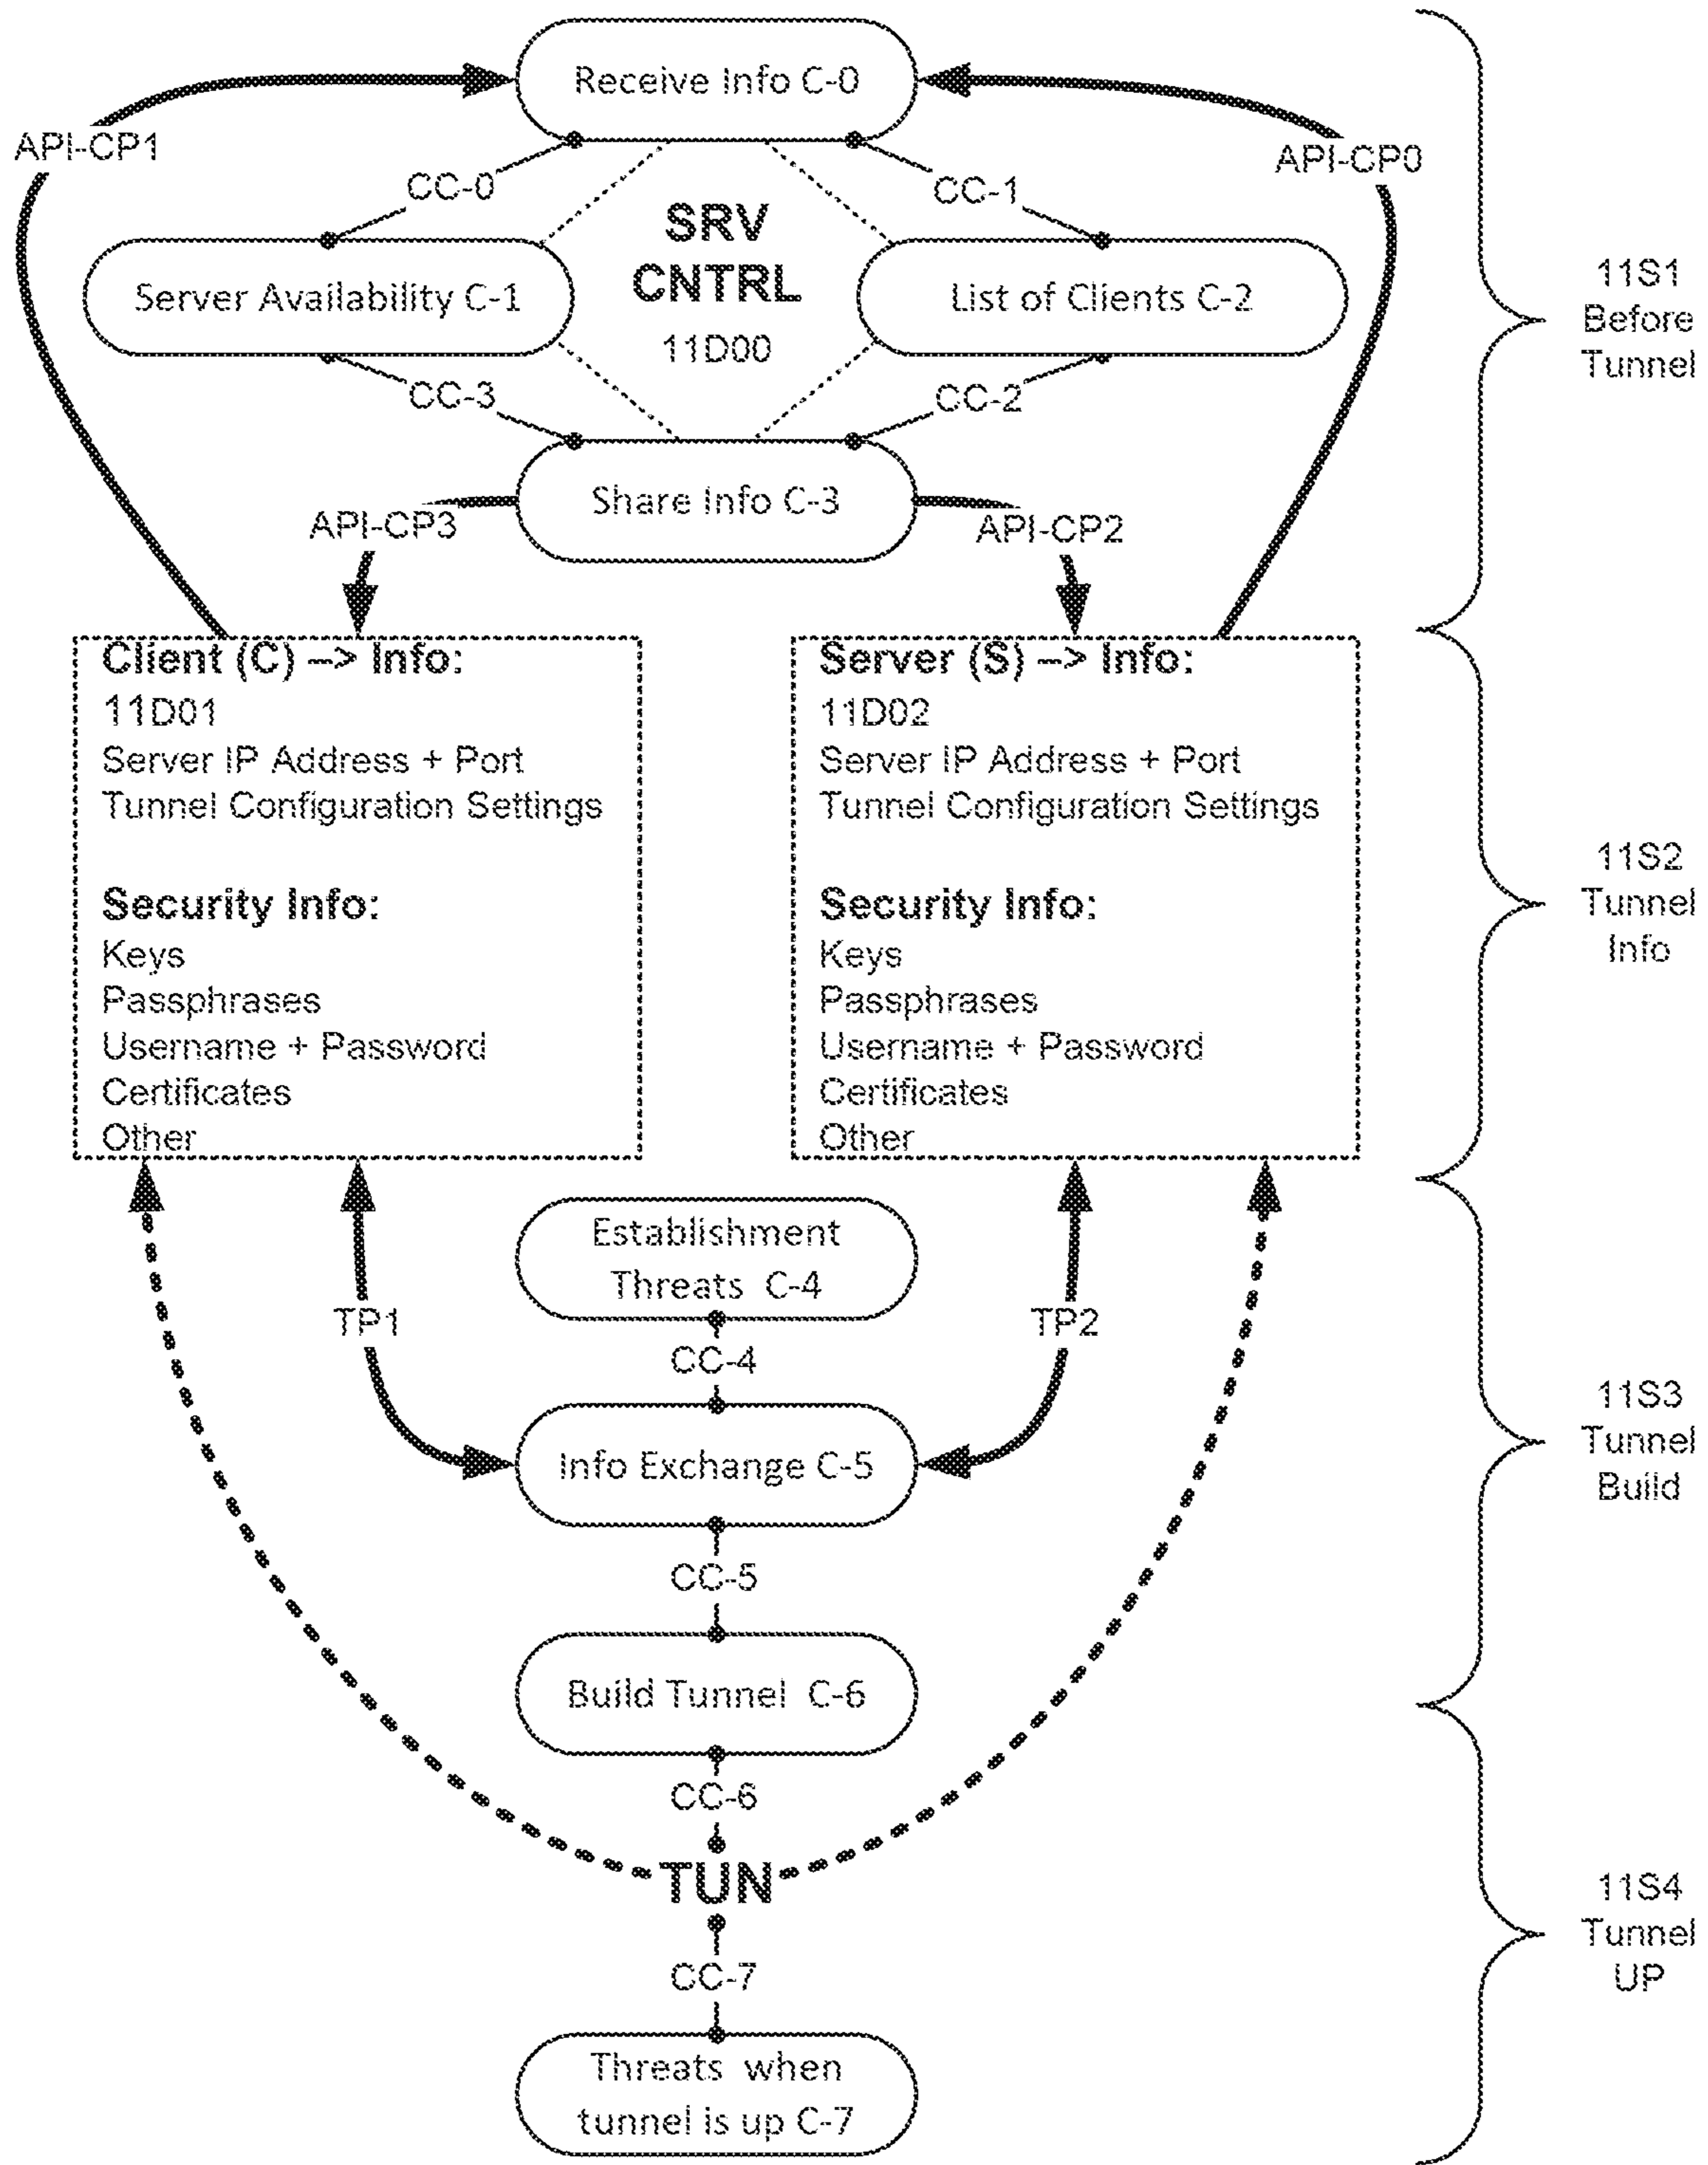 Receive Info C-0
API-CP1
API-CP0
CC-0
CC-1
SRV
CNTRL
11D00
Server Availability C-1
List of Clients C-2
11S1
Before
Tunnel
CC-3
CC-2
Share Info C-3
API-CP3
API-CP2
Client (C) –> Info:
11D01
Server IP Address + Port
Tunnel Configuration Settings
Security Info:
Keys
Passphrases
Username + Password
Certificates
Other
Server (S) –> Info:
11D02
Server IP Address + Port
Tunnel Configuration Settings
Security Info:
Keys
Passphrases
Username + Password
Certificates
Other
11S2
Tunnel
Info
Establishment
Threats C-4
TP1
TP2
CC-4
Info Exchange C-5
11S3
Tunnel
Build
CC-5
Build Tunnel C-6
CC-6
TUN
11S4
Tunnel
UP
CC-7
Threats when
tunnel is up C-7